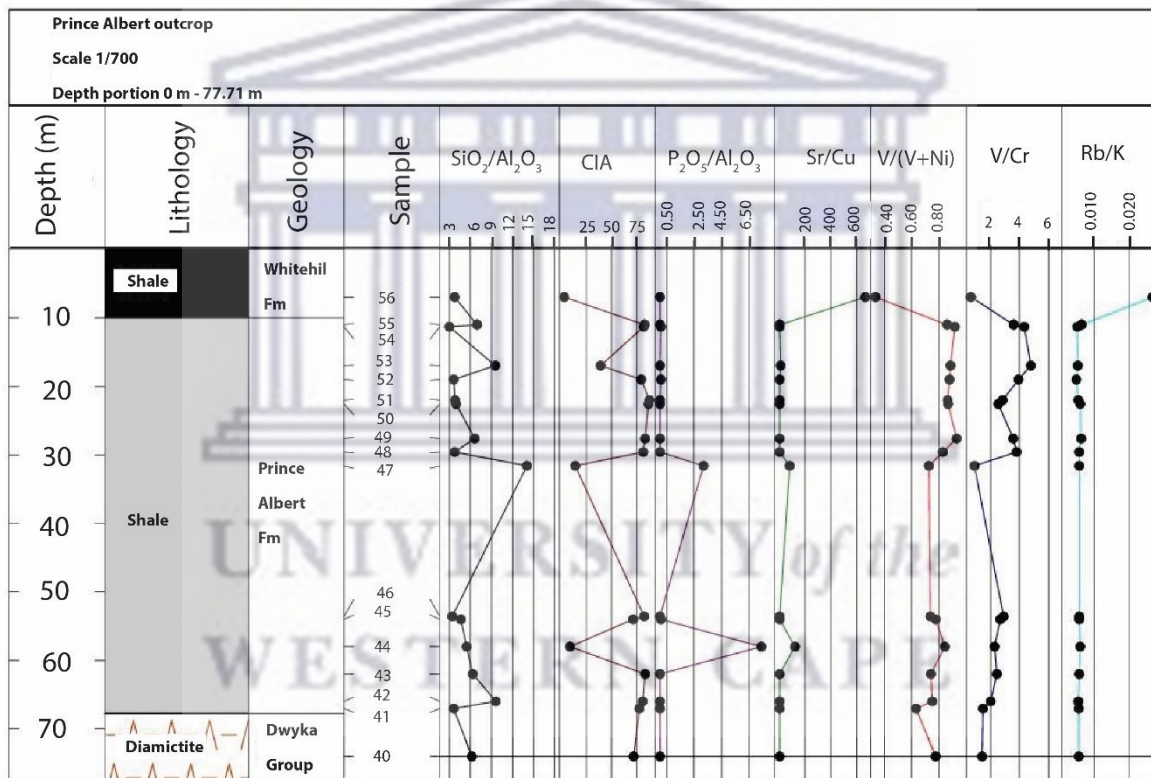 Prince Albert outcrop
Scale 1/700
Depth portion 0 m - 77.71 m
Depth (m)
Lithology
Geology
Sample
SiO₂/Al₂O₃
CIA
P₂O₅/Al₂O₃
Sr/Cu
V/(V+Ni)
V/Cr
Rb/K
3 6 9 12 15 18
25 50 75
0.50 2.50 4.50 6.50
200 400 600
0.40 0.60 0.80
2 4 6
0.010 0.020
10
20
30
40
50
60
70
Shale
Shale
Diamictite
Whitehil
Fm
Prince
Albert
Fm
Dwyka
Group
56
55
54
53
52
51
50
49
48
47
46
45
44
43
42
41
40
UNIVERSITY of the
WESTERN CAPE